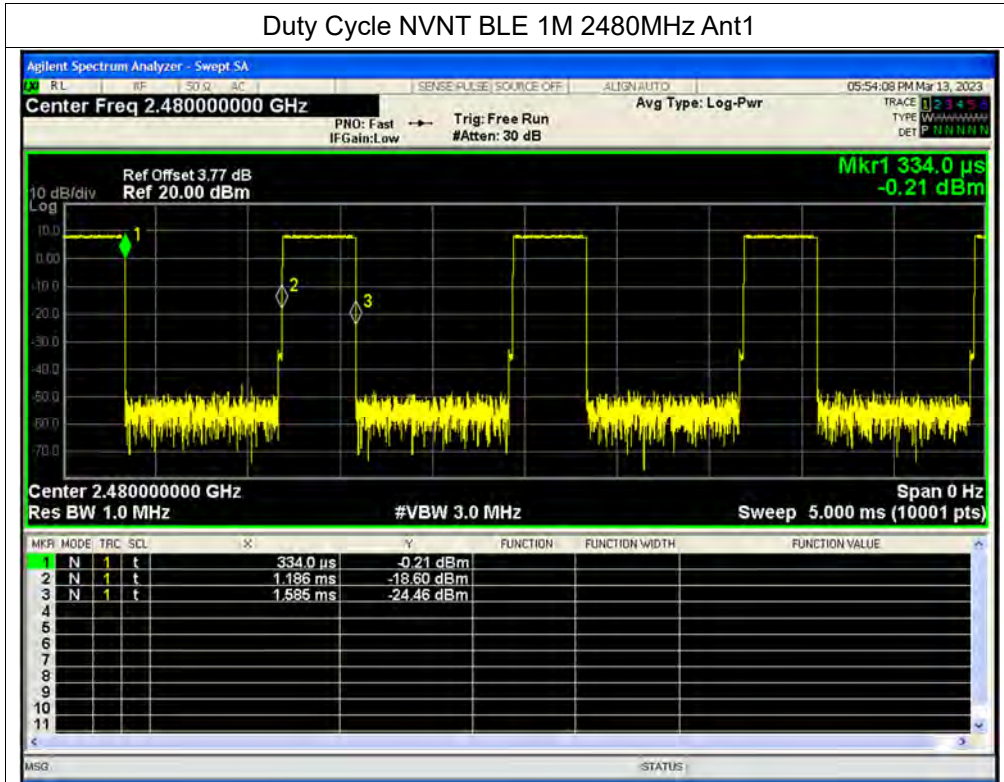 Duty Cycle NVNT BLE 1M 2480MHz Ant1
Agilent Spectrum Analyzer - Swept SA
LXI RL RF 50 Ω AC SENSE:PULSE SOURCE OFF ALIGN AUTO 05:54:08 PM Mar 13, 2023
Center Freq 2.480000000 GHz Avg Type: Log-Pwr TRACE 1 2 3 4 5 6
PNO: Fast Trig: Free Run TYPE W
IFGain:Low #Atten: 30 dB DET P N N N N N
Mkr1 334.0 µs
Ref Offset 3.77 dB
10 dB/div Ref 20.00 dBm -0.21 dBm
Log
10.0
1
0.00
-10.0
2
3
-20.0
-30.0
-40.0
-50.0
-60.0
-70.0
Center 2.480000000 GHz Span 0 Hz
Res BW 1.0 MHz #VBW 3.0 MHz Sweep 5.000 ms (10001 pts)
MKR MODE TRC SCL X Y FUNCTION FUNCTION WIDTH FUNCTION VALUE
1 N 1 t 334.0 µs -0.21 dBm
2 N 1 t 1.186 ms -18.60 dBm
3 N 1 t 1.585 ms -24.46 dBm
4
5
6
7
8
9
10
11
MSG STATUS